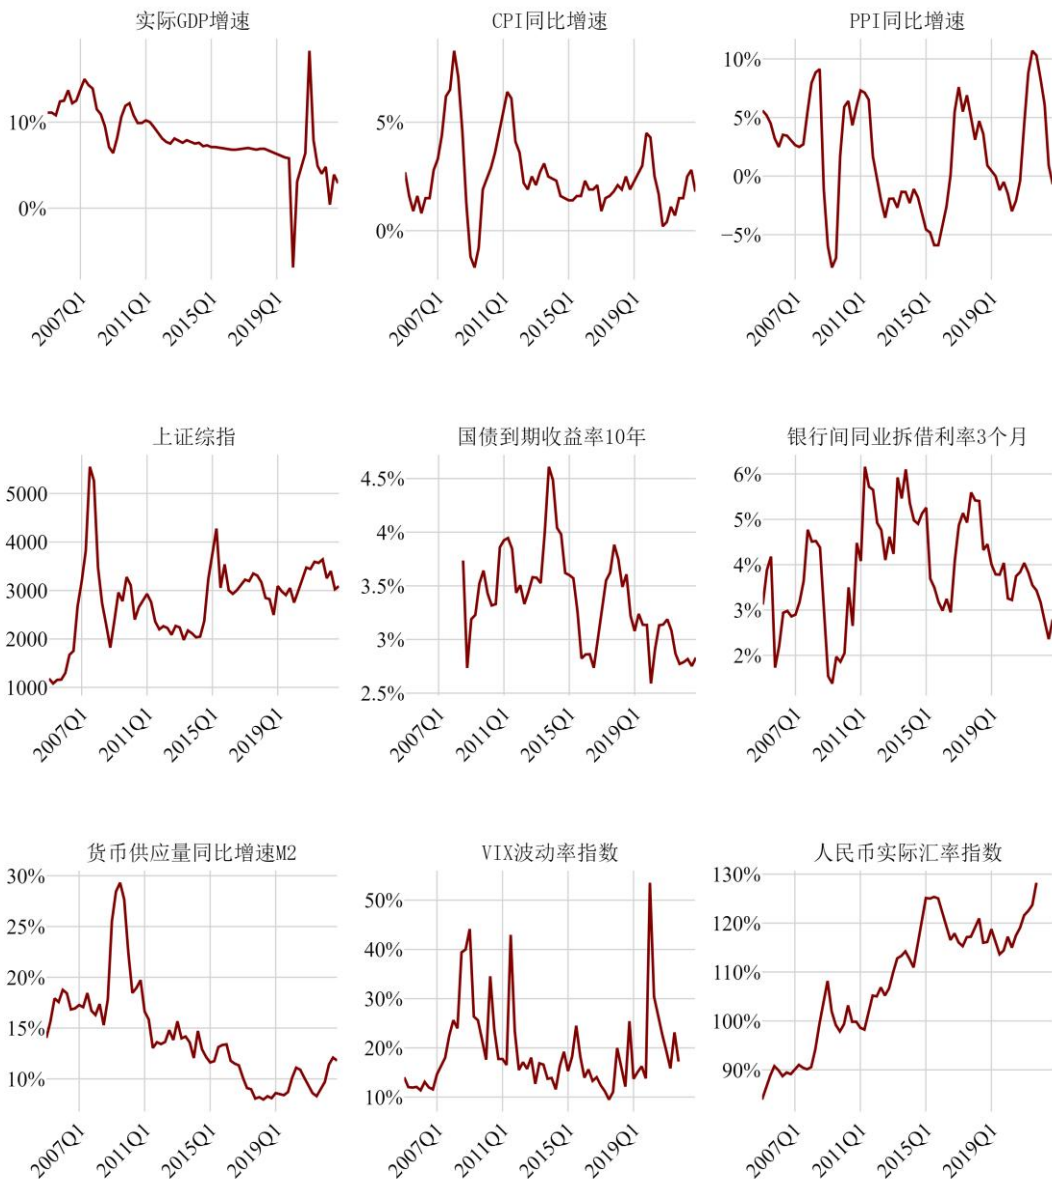 实际GDP增速
10%
0%
2007Q1
2011Q1
2015Q1
2019Q1
CPI同比增速
5%
0%
2007Q1
2011Q1
2015Q1
2019Q1
PPI同比增速
10%
5%
0%
−5%
2007Q1
2011Q1
2015Q1
2019Q1
上证综指
5000
4000
3000
2000
1000
2007Q1
2011Q1
2015Q1
2019Q1
国债到期收益率10年
4.5%
4%
3.5%
3%
2.5%
2007Q1
2011Q1
2015Q1
2019Q1
银行间同业拆借利率3个月
6%
5%
4%
3%
2%
2007Q1
2011Q1
2015Q1
2019Q1
货币供应量同比增速M2
30%
25%
20%
15%
10%
2007Q1
2011Q1
2015Q1
2019Q1
VIX波动率指数
50%
40%
30%
20%
10%
2007Q1
2011Q1
2015Q1
2019Q1
人民币实际汇率指数
130%
120%
110%
100%
90%
2007Q1
2011Q1
2015Q1
2019Q1